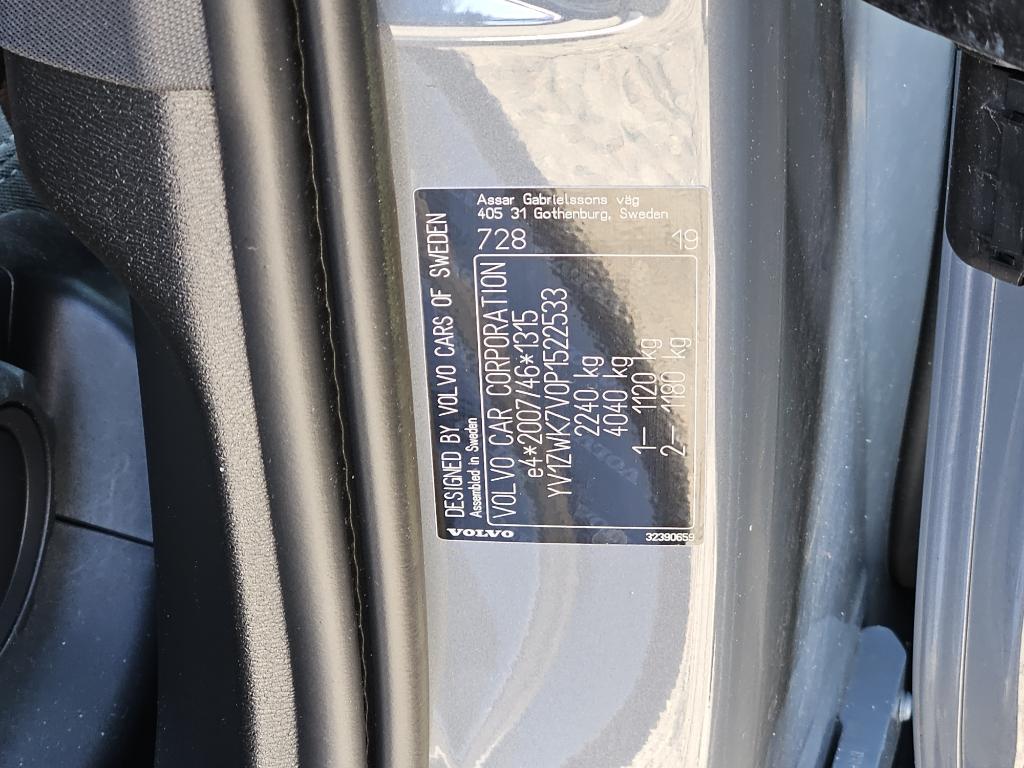 DESIGNED BY VOLVO CARS OF SWEDEN
Assembled in Sweden
Assar Gabrielssons väg
405 31 Gothenburg, Sweden
728 19
VOLVO CAR CORPORATION
e4*2007/46*1315
YV1ZWK7V0P1522533
2240 kg
4040 kg
1– 1120 kg
2– 1180 kg
VOLVO
32390659